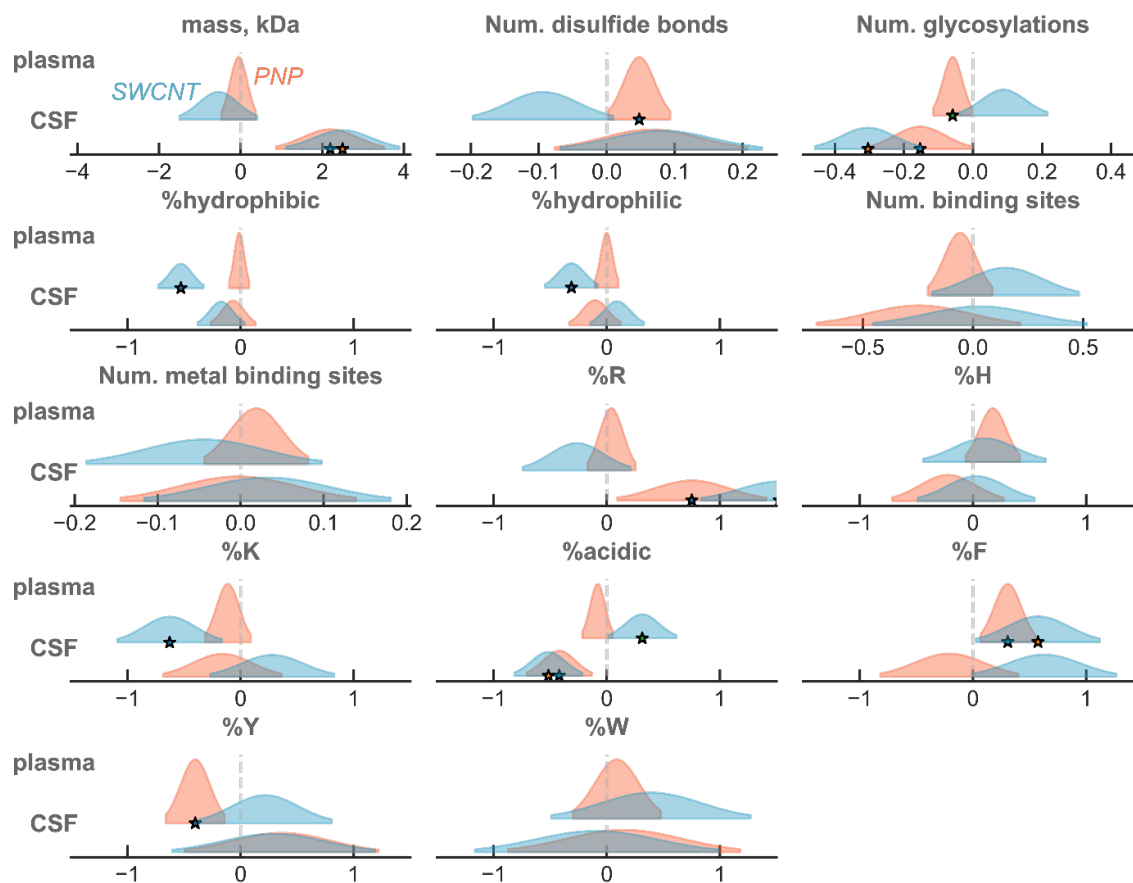 mass, kDa Num. disulfide bonds Num. glycosylations
plasma
SWCNT PNP
CSF
−4 −2 0 2 4 −0.2 −0.1 0.0 0.1 0.2 −0.4 −0.2 0.0 0.2 0.4
%hydrophibic %hydrophilic Num. binding sites
plasma
CSF
−1 0 1 −1 0 1 −0.5 0.0 0.5
Num. metal binding sites %R %H
plasma
CSF
−0.2 −0.1 0.0 0.1 0.2 −1 0 1 −1 0 1
%K %acidic %F
plasma
CSF
−1 0 1 −1 0 1 −1 0 1
%Y %W
plasma
CSF
−1 0 1 −1 0 1